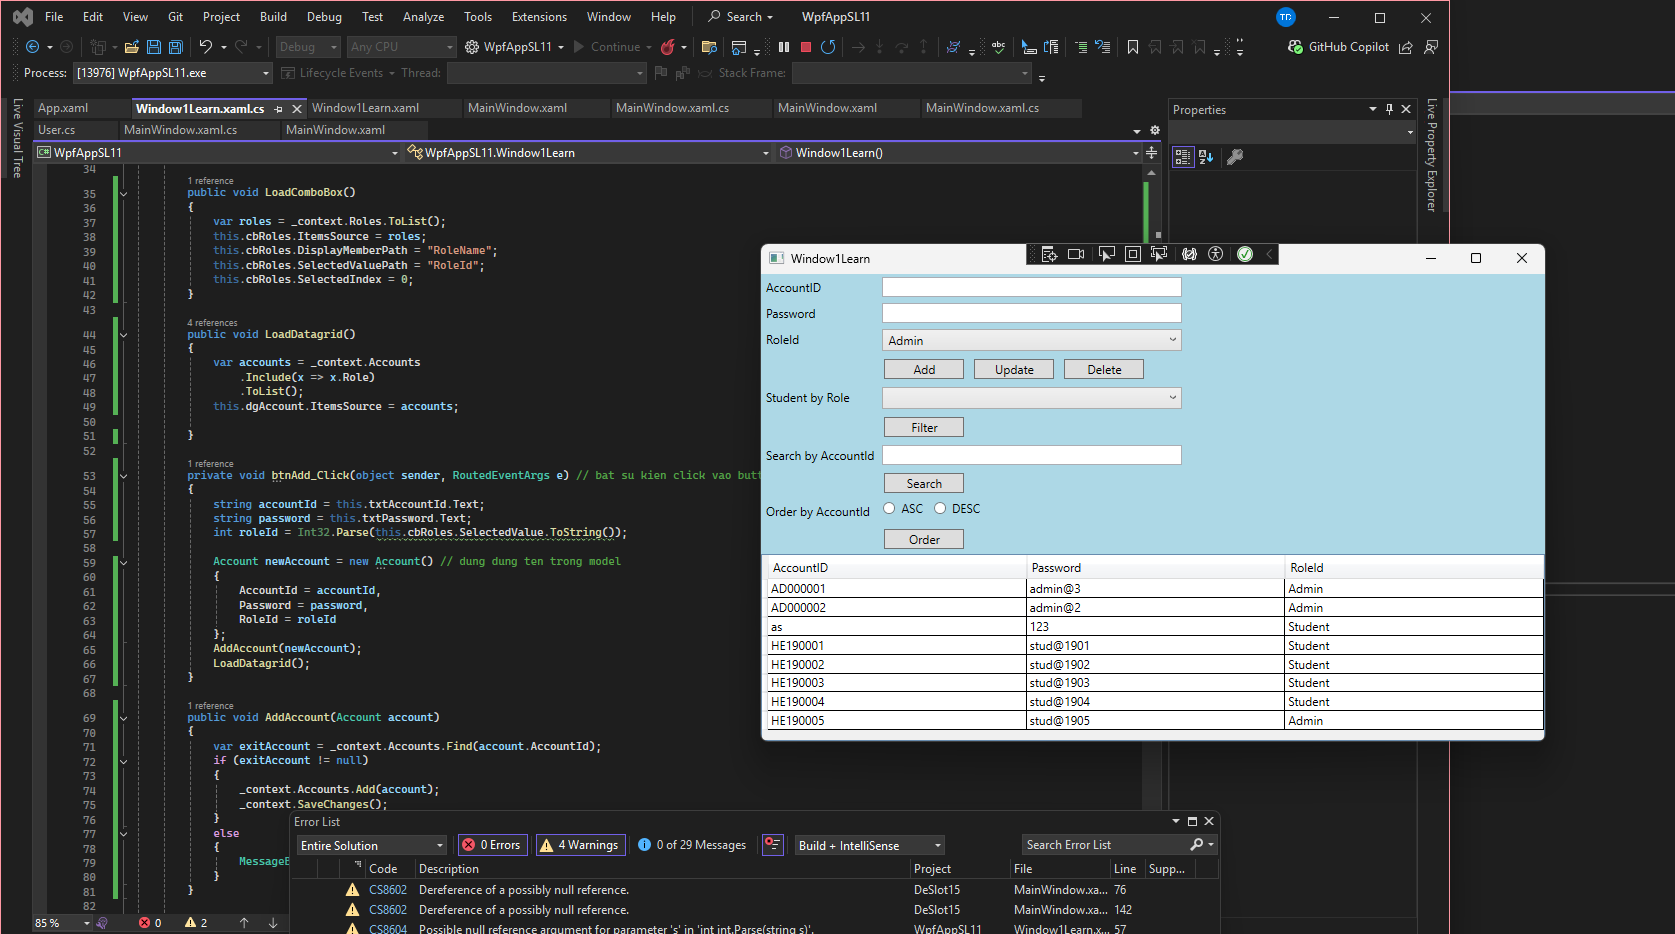 File Edit View Git Project Build Debug Test Analyze Tools Extensions Window Help Search WpfAppSL11 TD
Debug Any CPU WpfAppSL11 Continue GitHub Copilot
Process: [13976] WpfAppSL11.exe Lifecycle Events Thread: Stack Frame:
App.xaml Window1Learn.xaml.cs Window1Learn.xaml MainWindow.xaml MainWindow.xaml.cs MainWindow.xaml MainWindow.xaml.cs
User.cs MainWindow.xaml.cs MainWindow.xaml
WpfAppSL11 WpfAppSL11.Window1Learn Window1Learn()
Live Visual Tree
Properties
Live Property Explorer
34
1 reference
35 public void LoadComboBox()
36 {
37 var roles = _context.Roles.ToList();
38 this.cbRoles.ItemsSource = roles;
39 this.cbRoles.DisplayMemberPath = "RoleName";
40 this.cbRoles.SelectedValuePath = "RoleId";
41 this.cbRoles.SelectedIndex = 0;
42 }
43
4 references
44 public void LoadDatagrid()
45 {
46 var accounts = _context.Accounts
47 .Include(x => x.Role)
48 .ToList();
49 this.dgAccount.ItemsSource = accounts;
50
51 }
52
1 reference
53 private void btnAdd_Click(object sender, RoutedEventArgs e) // bat su kien click vao butt
54 {
55 string accountId = this.txtAccountId.Text;
56 string password = this.txtPassword.Text;
57 int roleId = Int32.Parse(this.cbRoles.SelectedValue.ToString());
58
59 Account newAccount = new Account() // dung dung ten trong model
60 {
61 AccountId = accountId,
62 Password = password,
63 RoleId = roleId
64 };
65 AddAccount(newAccount);
66 LoadDatagrid();
67 }
68
1 reference
69 public void AddAccount(Account account)
70 {
71 var exitAccount = _context.Accounts.Find(account.AccountId);
72 if (exitAccount != null)
73 {
74 _context.Accounts.Add(account);
75 _context.SaveChanges();
76 }
77 else
78 {
79 MessageB
80 }
81 }
82
85 % 0 2
Window1Learn
AccountID
Password
RoleId Admin
Add Update Delete
Student by Role
Filter
Search by AccountId
Search
Order by AccountId ASC DESC
Order
AccountID Password RoleId
AD000001 admin@3 Admin
AD000002 admin@2 Admin
as 123 Student
HE190001 stud@1901 Student
HE190002 stud@1902 Student
HE190003 stud@1903 Student
HE190004 stud@1904 Student
HE190005 stud@1905 Admin
Error List
Entire Solution 0 Errors 4 Warnings 0 of 29 Messages Build + IntelliSense Search Error List
Code Description Project File Line Supp...
CS8602 Dereference of a possibly null reference. DeSlot15 MainWindow.xa... 76
CS8602 Dereference of a possibly null reference. DeSlot15 MainWindow.xa... 142
CS8604 Possible null reference argument for parameter 's' in 'int int.Parse(string s)'. WpfAppSL11 Window1Learn.x... 57